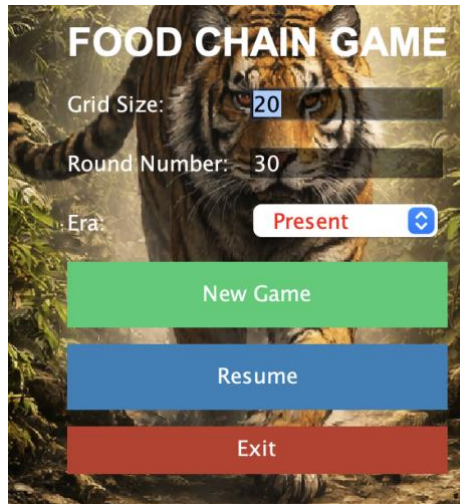 FOOD CHAIN GAME
Grid Size: 20
Round Number: 30
Era: Present
New Game
Resume
Exit